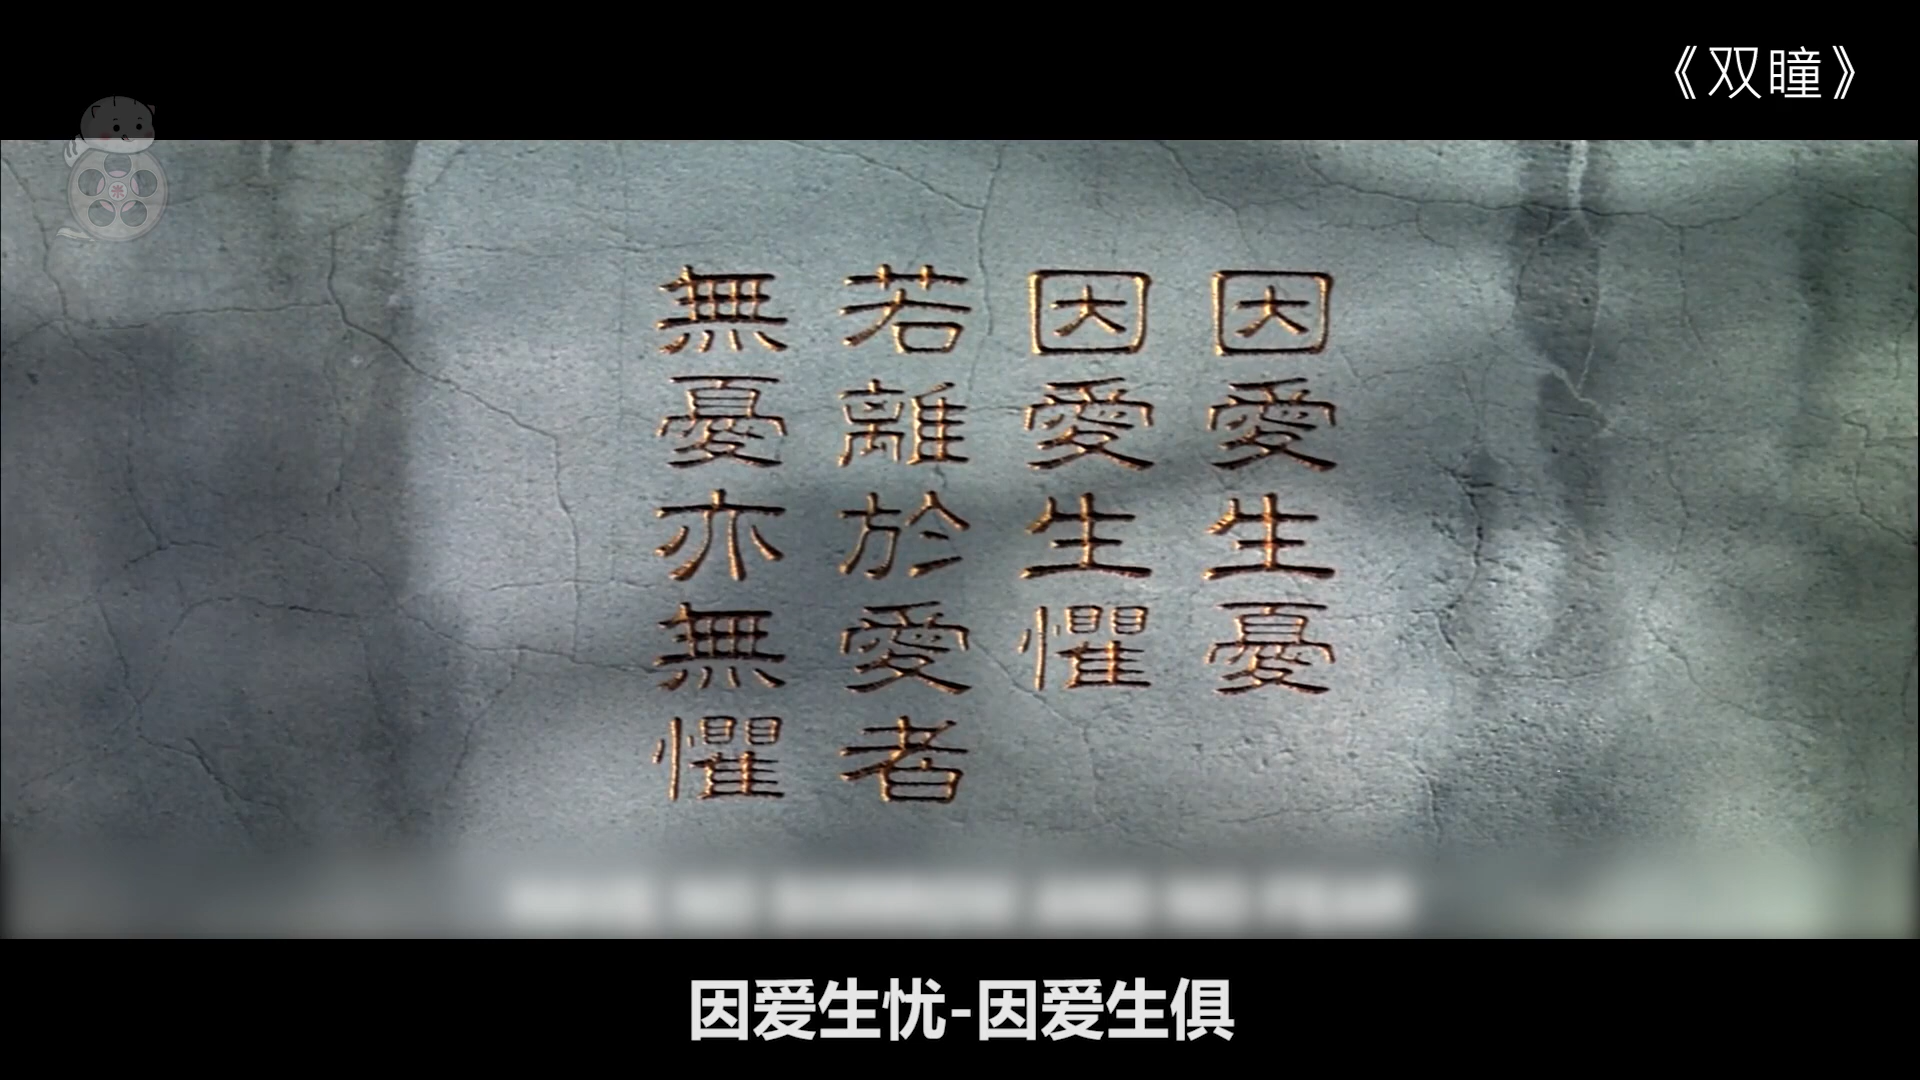 《双瞳》
因愛生憂
因愛生懼
若離於愛者
無憂亦無懼
因爱生忧-因爱生俱